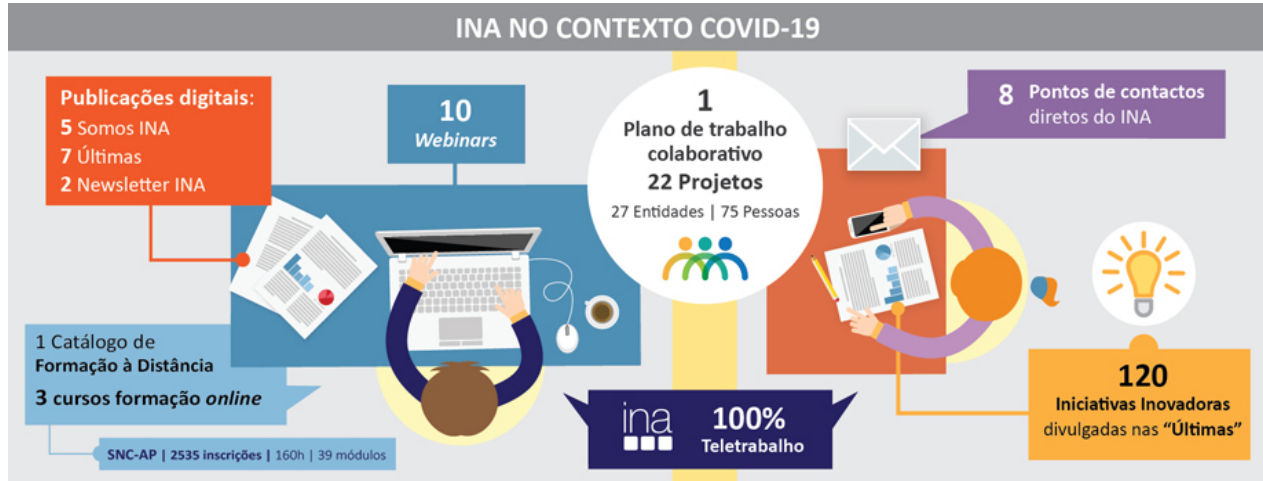 INA NO CONTEXTO COVID-19
Publicações digitais:
5 Somos INA
7 Últimas
2 Newsletter INA
10
Webinars
1
Plano de trabalho
colaborativo
22 Projetos
27 Entidades | 75 Pessoas
8 Pontos de contactos
diretos do INA
1 Catálogo de
Formação à Distância
3 cursos formação online
SNC-AP | 2535 inscrições | 160h | 39 módulos
ina
100%
Teletrabalho
120
Iniciativas Inovadoras
divulgadas nas “Últimas”